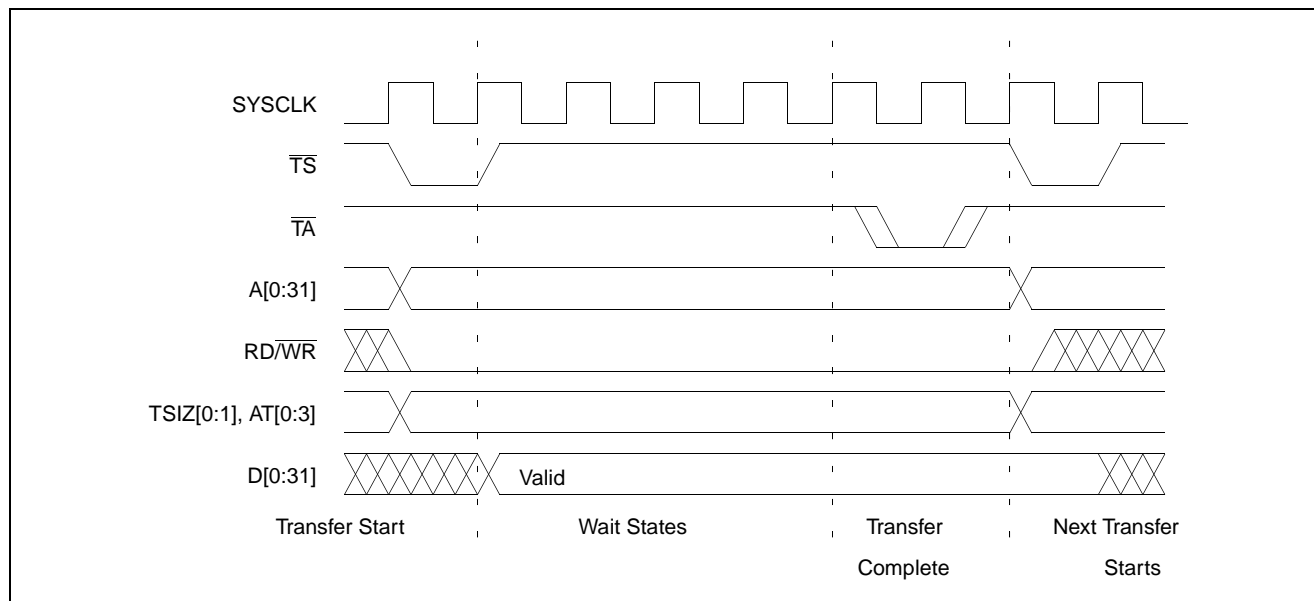 SYSCLK
TS
TA
A[0:31]
RD/WR
TSIZ[0:1], AT[0:3]
D[0:31]
Valid
Transfer Start
Wait States
Transfer
Complete
Next Transfer
Starts